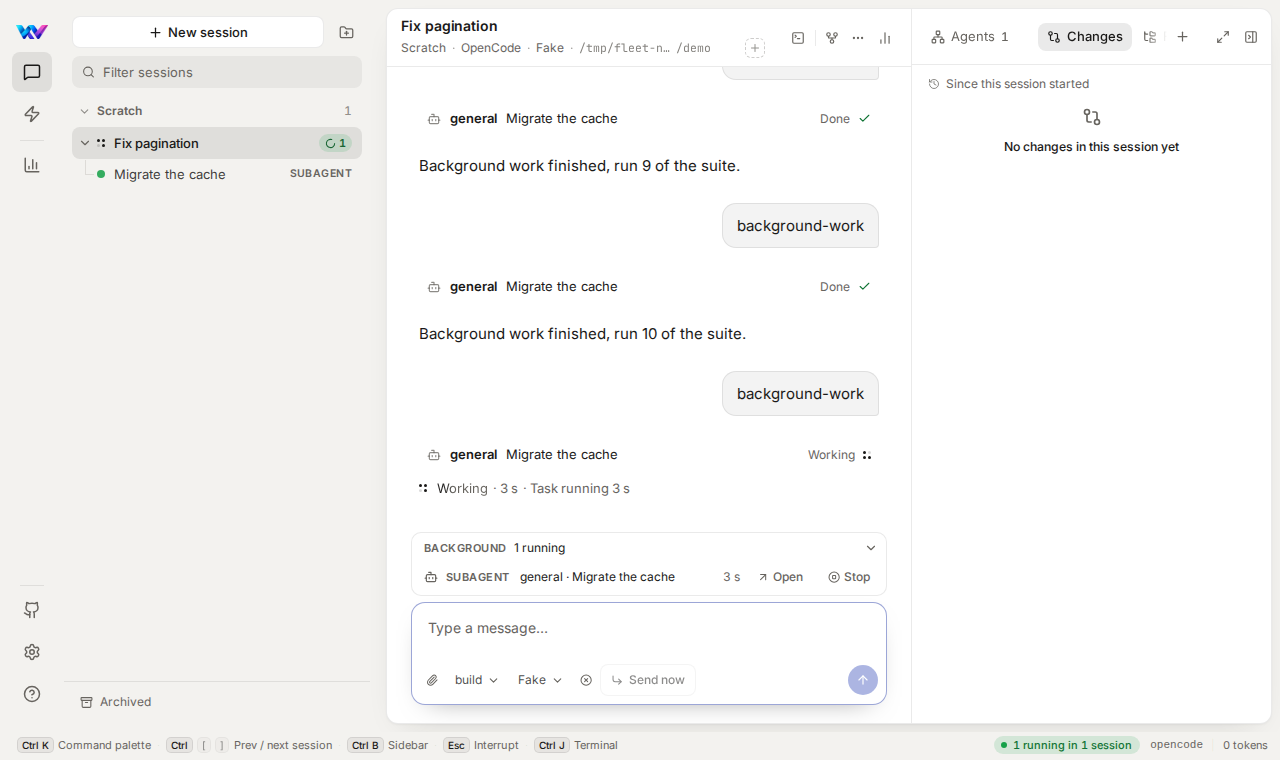 New session
Filter sessions
Scratch 1
Fix pagination 1
Migrate the cache SUBAGENT
Archived
Fix pagination
Scratch · OpenCode · Fake · /tmp/fleet-n… /demo
general Migrate the cache Done
Background work finished, run 9 of the suite.
background-work
general Migrate the cache Done
Background work finished, run 10 of the suite.
background-work
general Migrate the cache Working
Working · 3 s · Task running 3 s
BACKGROUND 1 running
SUBAGENT general · Migrate the cache 3 s Open Stop
Type a message...
build Fake Send now
Agents 1 Changes
Since this session started
No changes in this session yet
Ctrl K Command palette Ctrl [ ] Prev / next session Ctrl B Sidebar Esc Interrupt Ctrl J Terminal 1 running in 1 session opencode 0 tokens